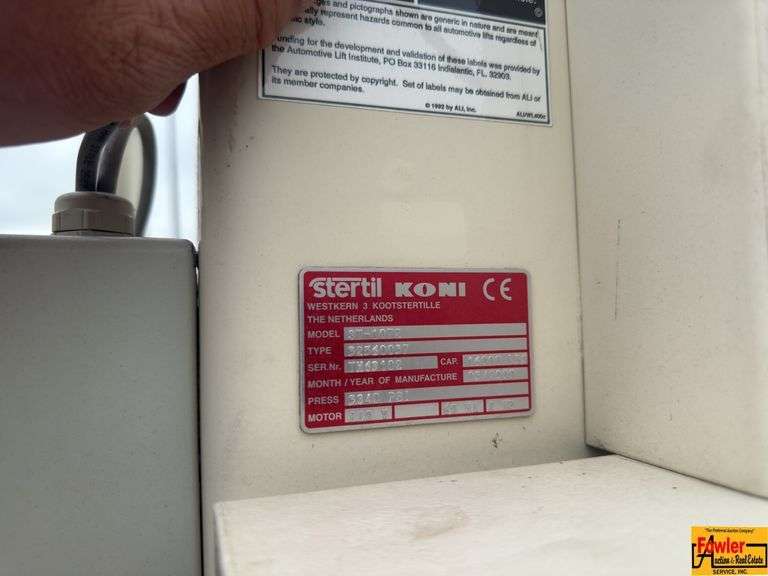 ages and pictographs shown are generic in nature and are meant
ally represent hazards common to all automotive lifts regardless of
style.
unding for the development and validation of these labels was provided by
the Automotive Lift Institute, PO Box 33116 Indialantic, FL. 32903.
They are protected by copyright. Set of labels may be obtained from ALI or
its member companies.
© 1992 by ALI, Inc.
stertil KONI CE
WESTKERN 3 KOOTSTERTILLE
THE NETHERLANDS
MODEL
TYPE
SER.Nr. CAP.
MONTH / YEAR OF MANUFACTURE
PRESS PSI
MOTOR
"The Preferred Auction Company"
Fowler
Auction & Real Estate
SERVICE, INC.